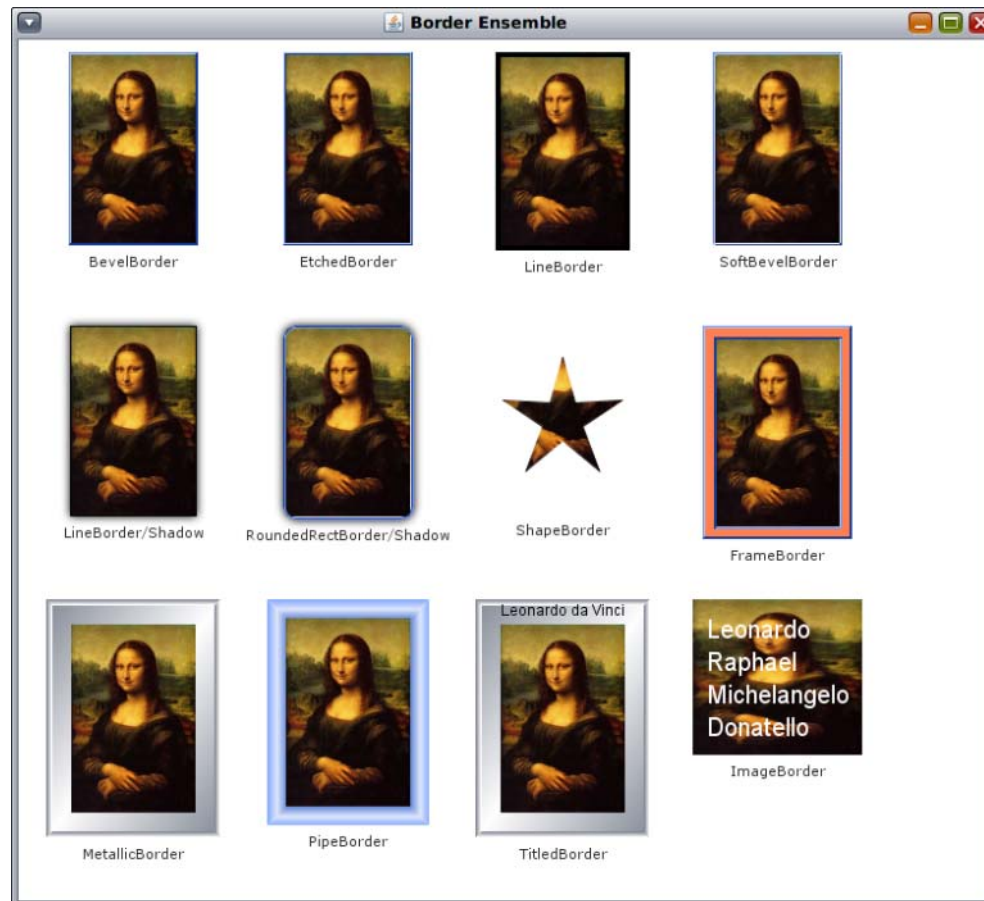 Border Ensemble
BevelBorder
EtchedBorder
LineBorder
SoftBevelBorder
LineBorder/Shadow
RoundedRectBorder/Shadow
ShapeBorder
FrameBorder
MetallicBorder
PipeBorder
Leonardo da Vinci
TitledBorder
Leonardo
Raphael
Michelangelo
Donatello
ImageBorder